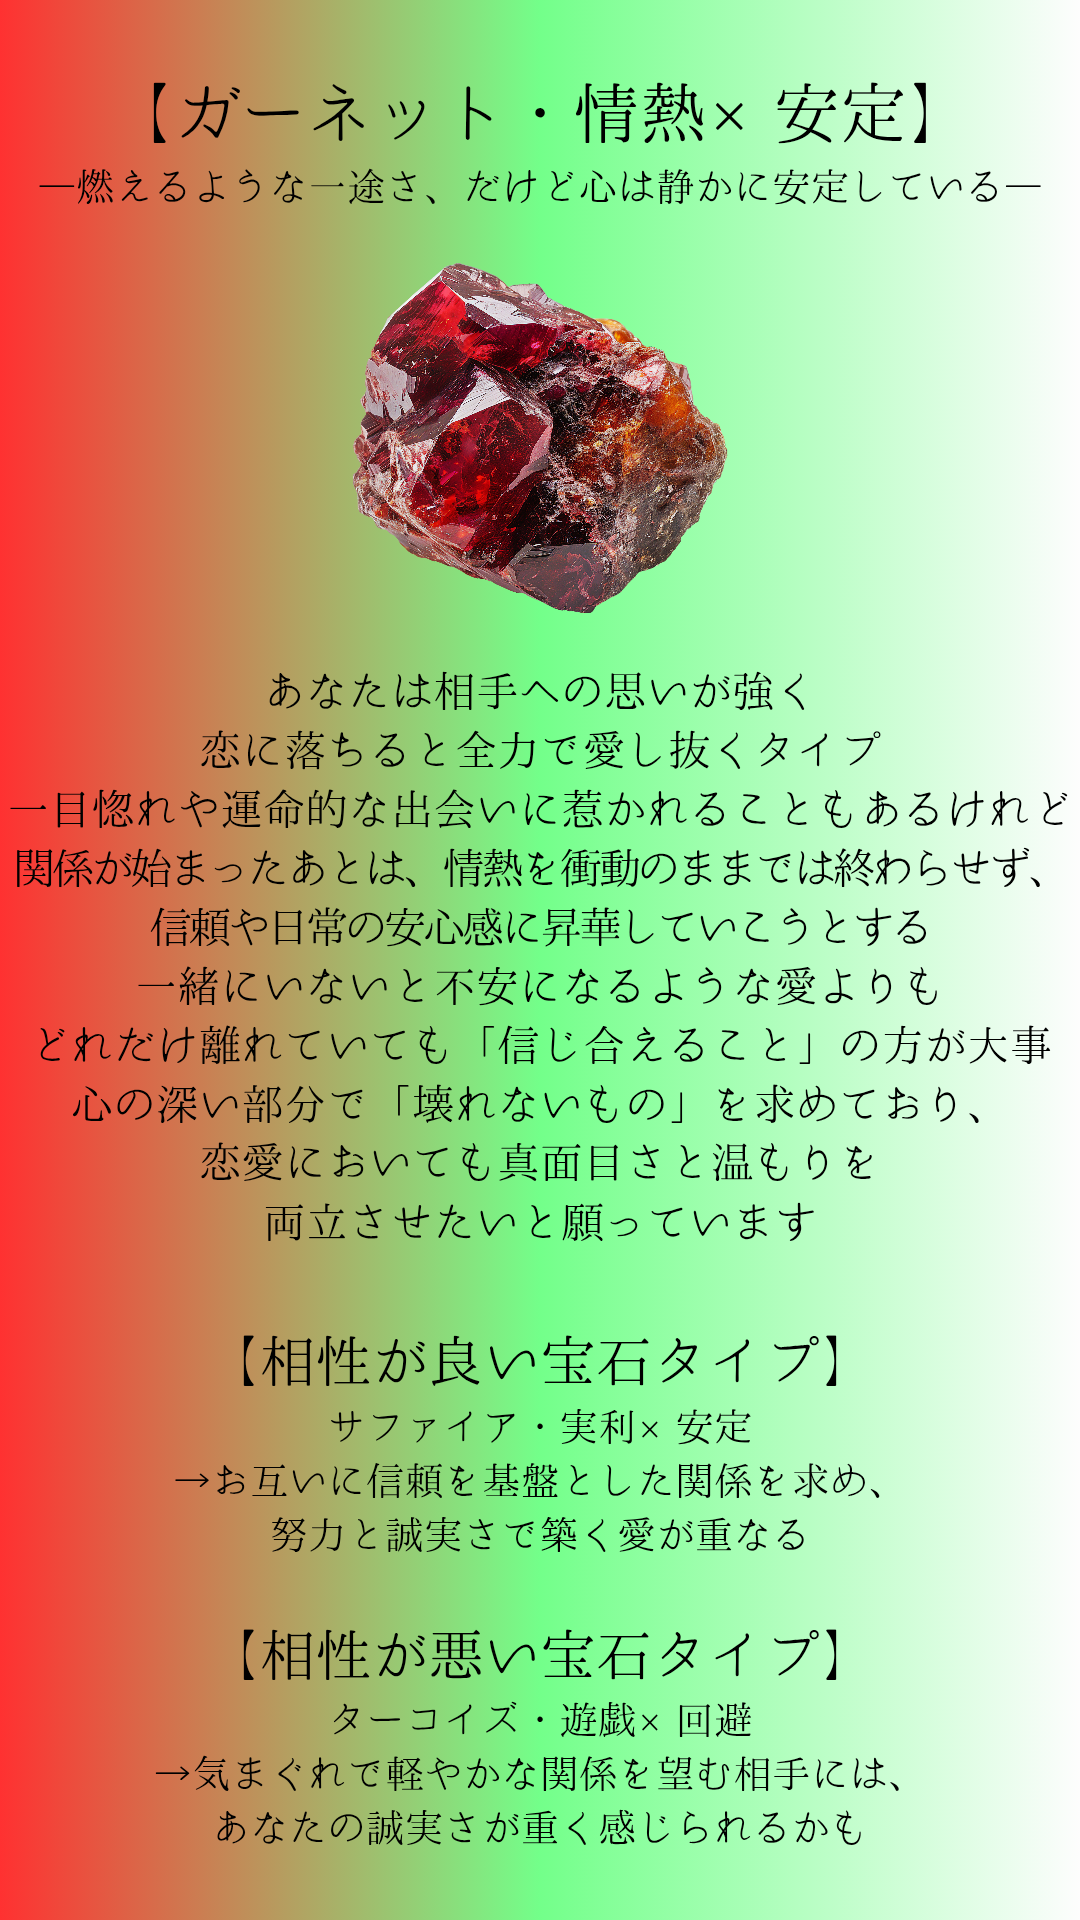 【ガーネット・情熱× 安定】
―燃えるような一途さ、だけど心は静かに安定している―
あなたは相手への思いが強く
恋に落ちると全力で愛し抜くタイプ
一目惚れや運命的な出会いに惹かれることもあるけれど
関係が始まったあとは、情熱を衝動のままでは終わらせず、
信頼や日常の安心感に昇華していこうとする
一緒にいないと不安になるような愛よりも
どれだけ離れていても「信じ合えること」の方が大事
心の深い部分で「壊れないもの」を求めており、
恋愛においても真面目さと温もりを
両立させたいと願っています
【相性が良い宝石タイプ】
サファイア・実利× 安定
→お互いに信頼を基盤とした関係を求め、
努力と誠実さで築く愛が重なる
【相性が悪い宝石タイプ】
ターコイズ・遊戯× 回避
→気まぐれで軽やかな関係を望む相手には、
あなたの誠実さが重く感じられるかも